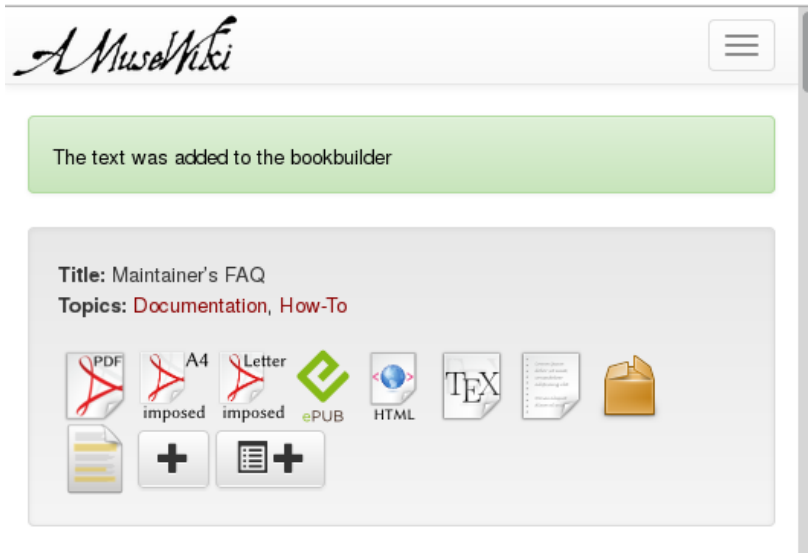 AMuseWiki
The text was added to the bookbuilder
Title: Maintainer's FAQ
Topics: Documentation, How-To
PDF A4 Letter
imposed imposed ePUB HTML TEX